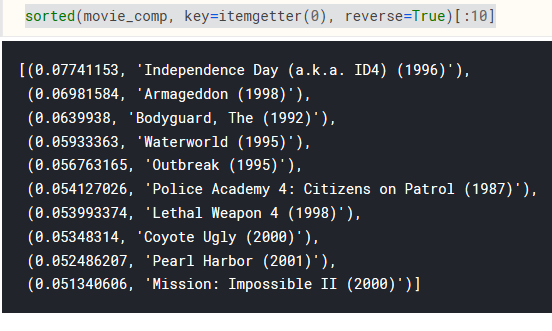 sorted(movie_comp, key=itemgetter(0), reverse=True)[:10]
[(0.07741153, 'Independence Day (a.k.a. ID4) (1996)'),
(0.06981584, 'Armageddon (1998)'),
(0.0639938, 'Bodyguard, The (1992)'),
(0.05933363, 'Waterworld (1995)'),
(0.056763165, 'Outbreak (1995)'),
(0.054127026, 'Police Academy 4: Citizens on Patrol (1987)'),
(0.053993374, 'Lethal Weapon 4 (1998)'),
(0.05348314, 'Coyote Ugly (2000)'),
(0.052486207, 'Pearl Harbor (2001)'),
(0.051340606, 'Mission: Impossible II (2000)')]